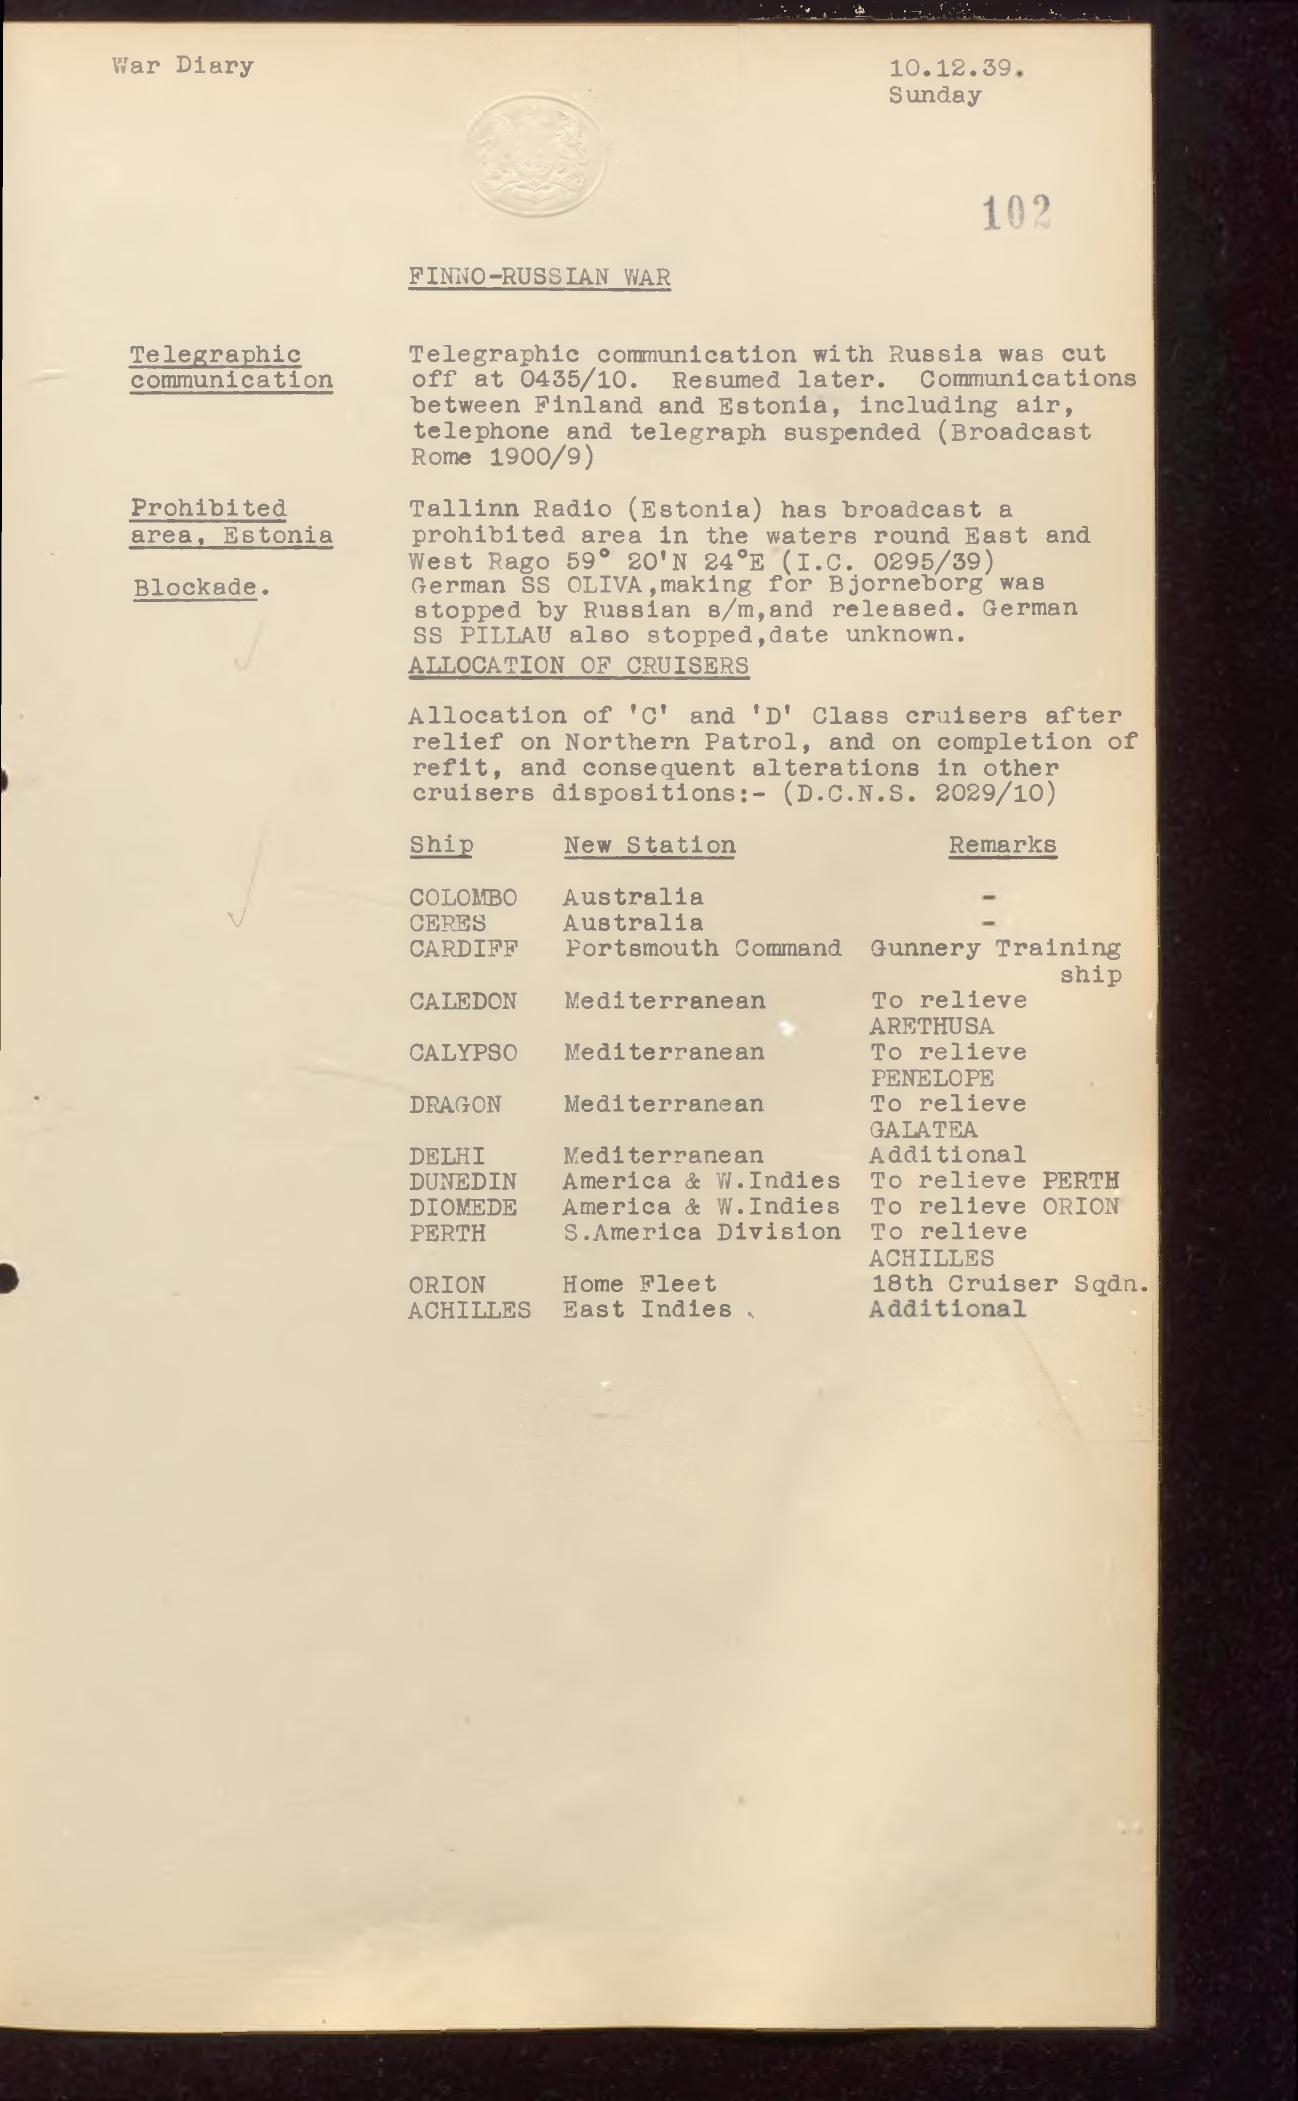 War Diary
10.12.39.
Sunday
102
FINNO-RUSSIAN WAR
Telegraphic
communication
Telegraphic communication with Russia was cut
off at 0435/10. Resumed later. Communications
between Finland and Estonia, including air,
telephone and telegraph suspended (Broadcast
Rome 1900/9)
Prohibited
area, Estonia
Tallinn Radio (Estonia) has broadcast a
prohibited area in the waters round East and
West Rago 59° 20'N 24°E (I.C. 0295/39)
Blockade.
German SS OLIVA,making for Bjorneborg was
stopped by Russian s/m,and released. German
SS PILLAU also stopped,date unknown.
ALLOCATION OF CRUISERS
Allocation of 'C' and 'D' Class cruisers after
relief on Northern Patrol, and on completion of
refit, and consequent alterations in other
cruisers dispositions:- (D.C.N.S. 2029/10)
Ship New Station Remarks
COLOMBO Australia -
CERES Australia -
CARDIFF Portsmouth Command Gunnery Training
ship
CALEDON Mediterranean To relieve
ARETHUSA
CALYPSO Mediterranean To relieve
PENELOPE
DRAGON Mediterranean To relieve
GALATEA
DELHI Mediterranean Additional
DUNEDIN America & W.Indies To relieve PERTH
DIOMEDE America & W.Indies To relieve ORION
PERTH S.America Division To relieve
ACHILLES
ORION Home Fleet 18th Cruiser Sqdn.
ACHILLES East Indies Additional